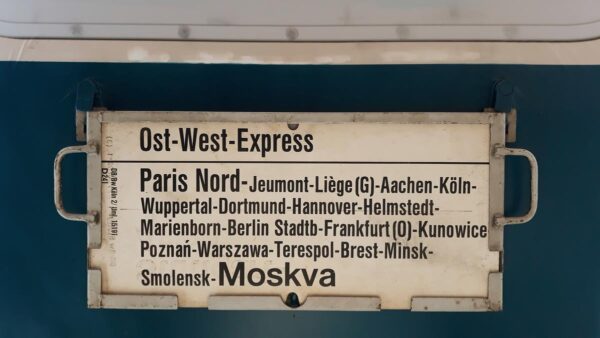 Ost-West-Express
Paris Nord-Jeumont-Liège(G)-Aachen-Köln-
Wuppertal-Dortmund-Hannover-Helmstedt-
Marienborn-Berlin Stadtb-Frankfurt(O)-Kunowice
Poznań-Warszawa-Terespol-Brest-Minsk-
Smolensk-Moskva
D241